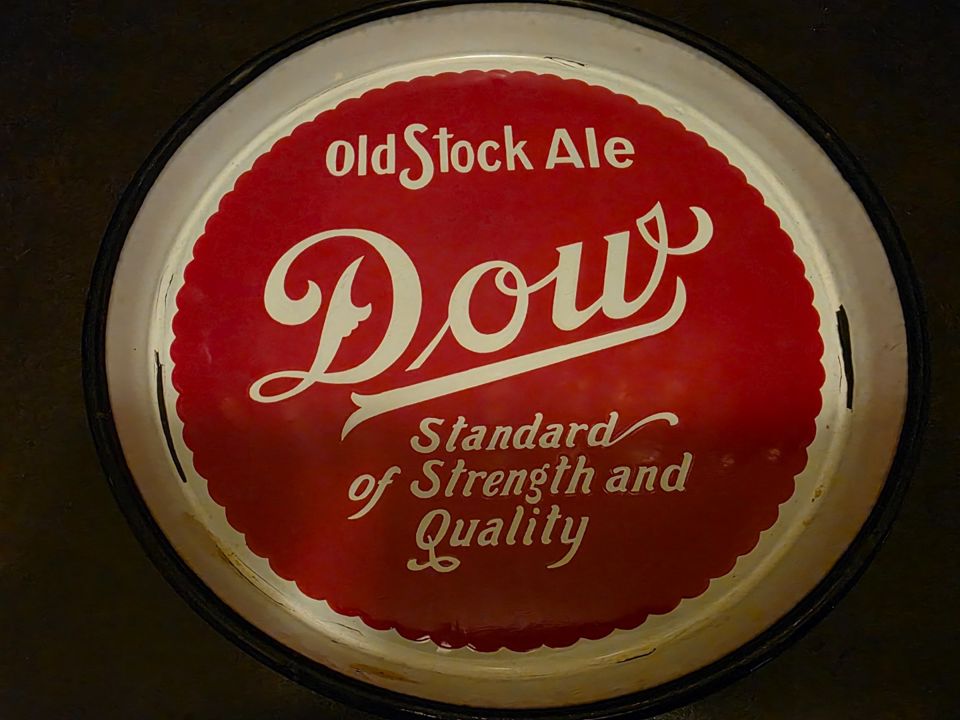 Old Stock Ale
Dow
Standard
of Strength and
Quality